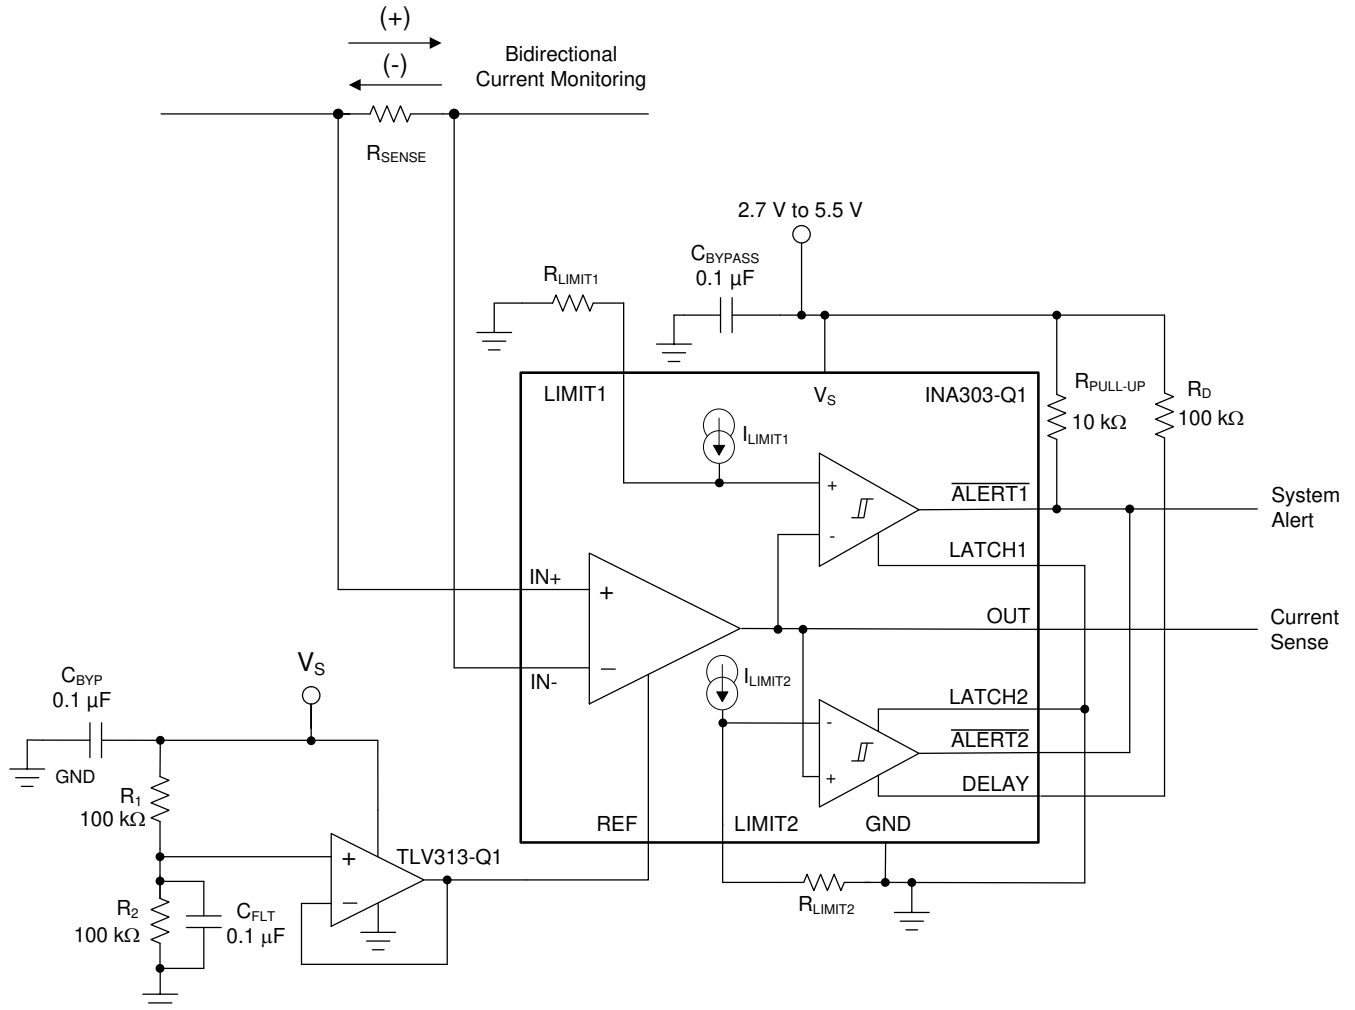 (+)
(-)
Bidirectional
Current Monitoring
RSENSE
2.7 V to 5.5 V
CBYPASS
0.1 µF
RLIMIT1
LIMIT1
VS
INA303-Q1
RPULL-UP
10 kΩ
RD
100 kΩ
ILIMIT1
+
-
ALERT1
System
Alert
LATCH1
IN+
+
OUT
Current
Sense
IN-
–
ILIMIT2
LATCH2
-
+
ALERT2
DELAY
REF
LIMIT2
GND
RLIMIT2
VS
CBYP
0.1 µF
GND
R1
100 kΩ
+
–
TLV313-Q1
R2
100 kΩ
CFLT
0.1 µF